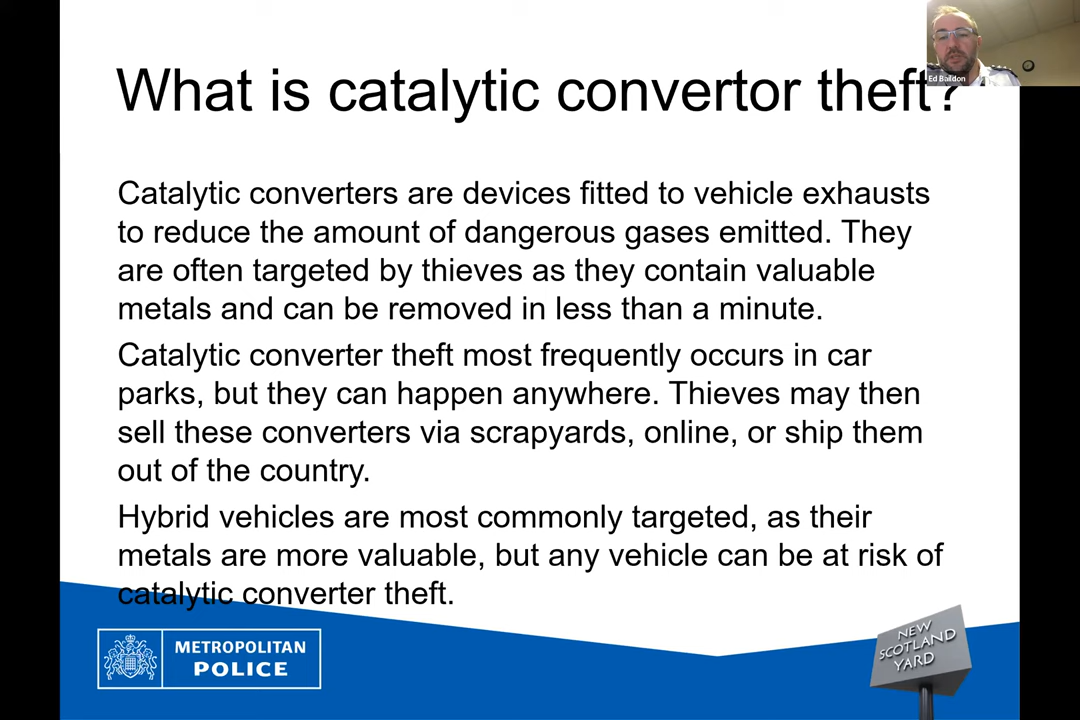 Ed Baildon
What is catalytic convertor theft?
Catalytic converters are devices fitted to vehicle exhausts
to reduce the amount of dangerous gases emitted. They
are often targeted by thieves as they contain valuable
metals and can be removed in less than a minute.
Catalytic converter theft most frequently occurs in car
parks, but they can happen anywhere. Thieves may then
sell these converters via scrapyards, online, or ship them
out of the country.
Hybrid vehicles are most commonly targeted, as their
metals are more valuable, but any vehicle can be at risk of
catalytic converter theft.
METROPOLITAN
POLICE
NEW
SCOTLAND
YARD